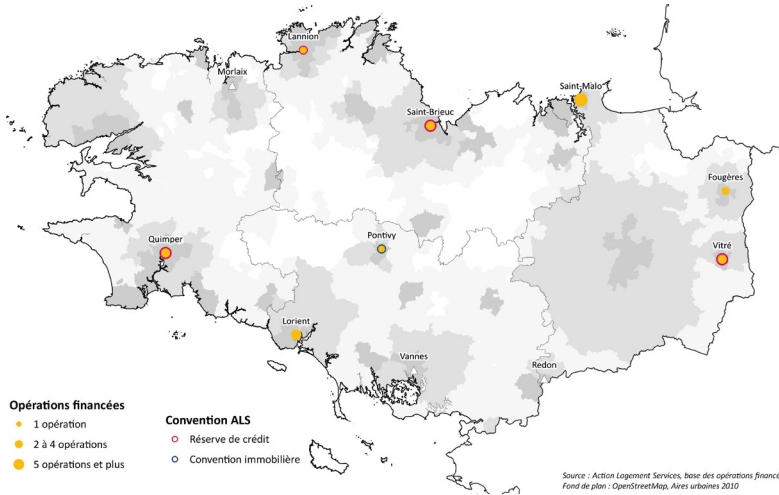 Lannion
Morlaix
Saint-Malo
Saint-Brieuc
Fougères
Quimper
Pontivy
Vitré
Lorient
Vannes
Redon
Opérations financées
1 opération
2 à 4 opérations
5 opérations et plus
Convention ALS
Réserve de crédit
Convention immobilière
Source : Action Logement Services, base des opérations financé
Fond de plan : OpenStreetMap, Aires urbaines 2010